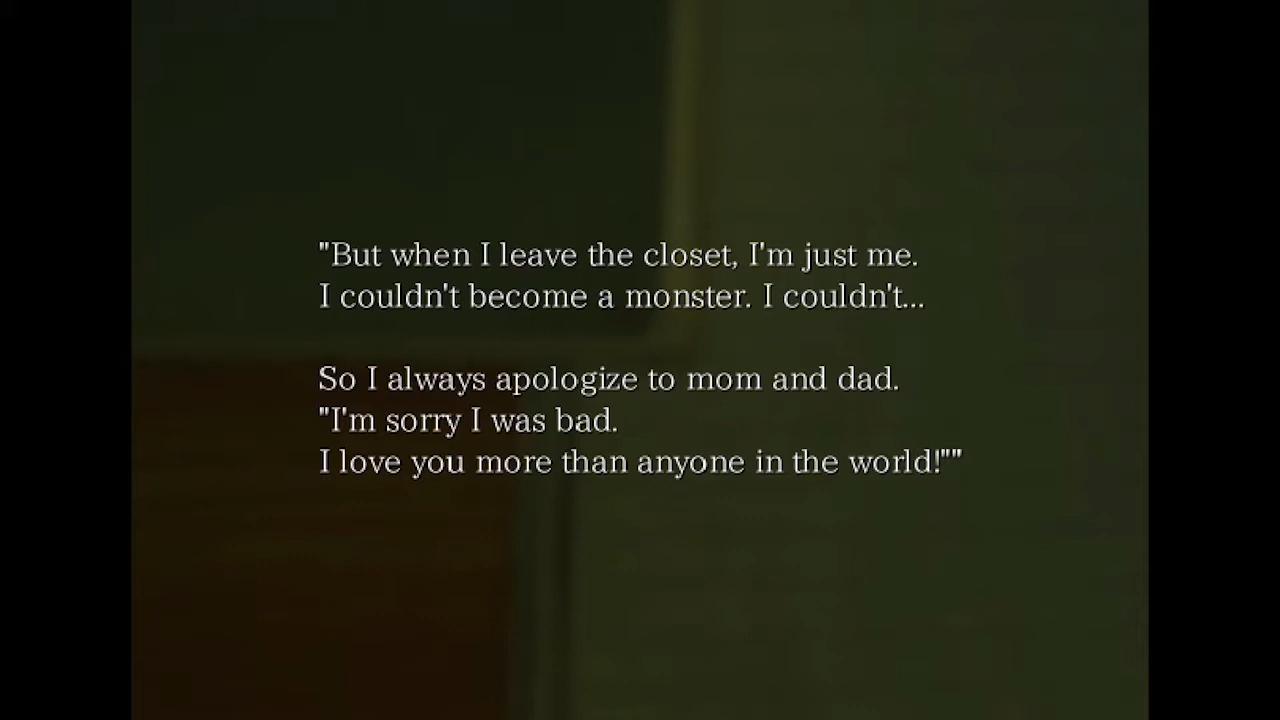 "But when I leave the closet, I'm just me.
I couldn't become a monster. I couldn't...
So I always apologize to mom and dad.
"I'm sorry I was bad.
I love you more than anyone in the world!""